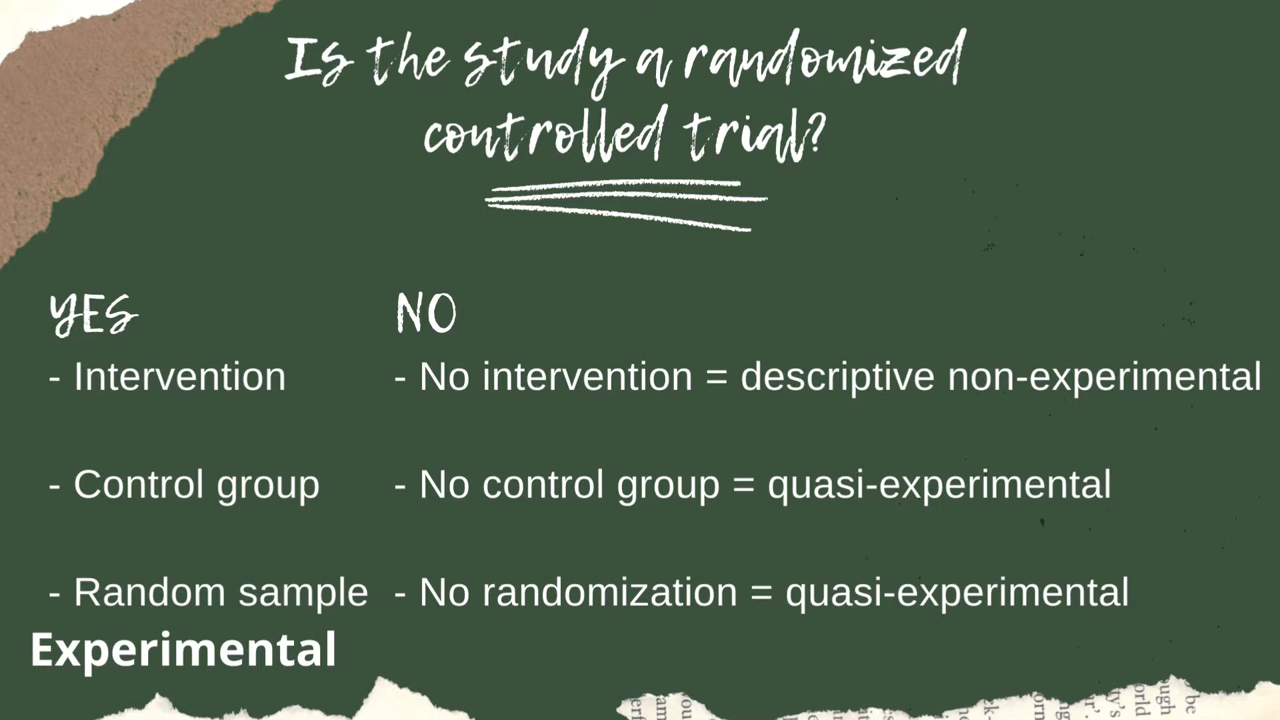 Is the study a randomized
controlled trial?
YES
NO
- Intervention
- No intervention = descriptive non-experimental
- Control group
- No control group = quasi-experimental
- Random sample
- No randomization = quasi-experimental
Experimental